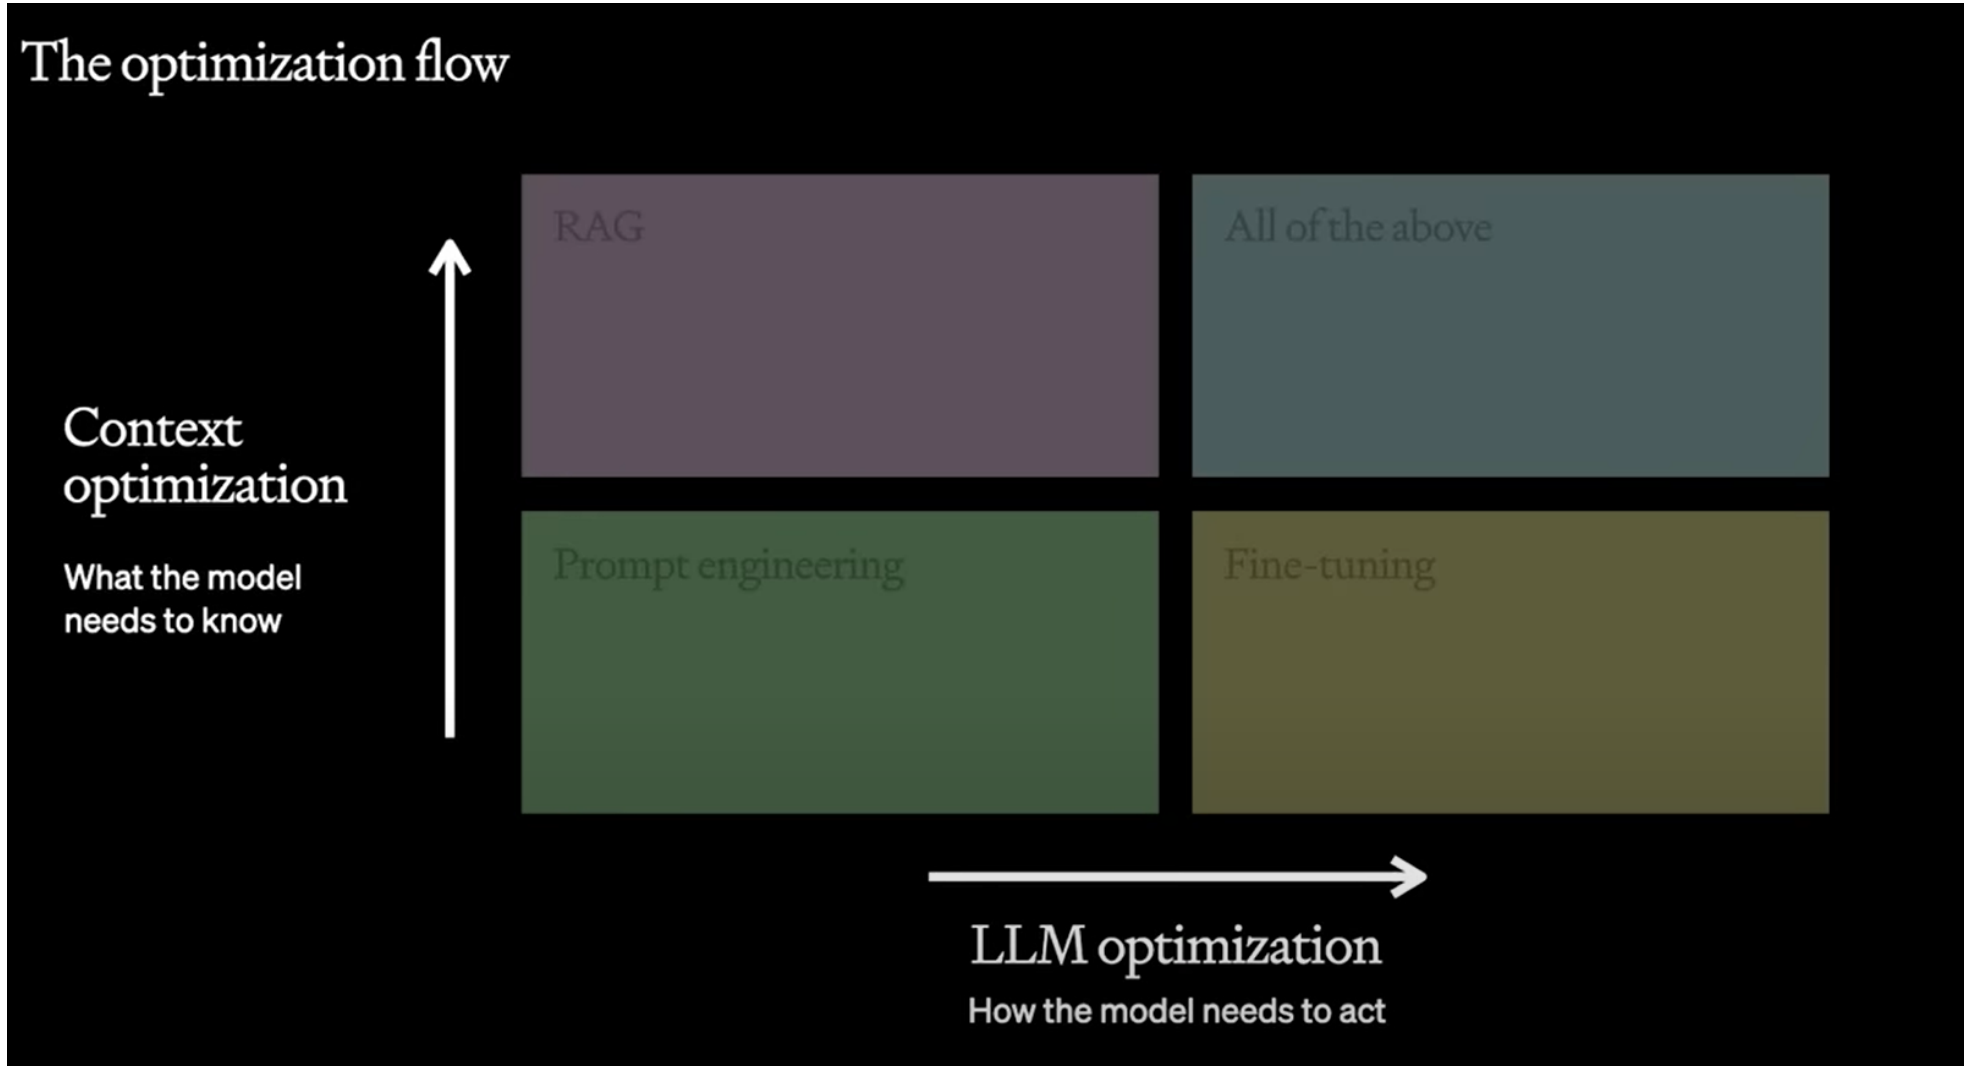 The optimization flow
RAG
All of the above
Context
optimization
What the model
needs to know
Prompt engineering
Fine-tuning
LLM optimization
How the model needs to act